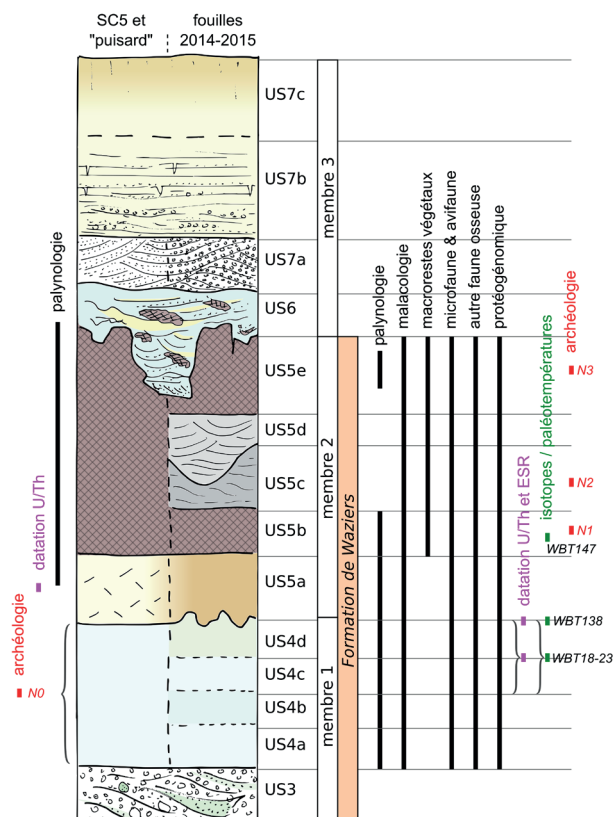 SC5 et
"puisard"
fouilles
2014-2015
US7c
US7b
US7a
US6
US5e
US5d
US5c
US5b
US5a
US4d
US4c
US4b
US4a
US3
membre 3
membre 2
membre 1
Formation de Waziers
palynologie
datation U/Th
archéologie
N0
palynologie
malacologie
macrorestes végétaux
microfaune & avifaune
autre faune osseuse
protéogénomique
datation U/Th et ESR
isotopes / paléotempératures
archéologie
N3
N2
N1
WBT147
WBT138
WBT18-23